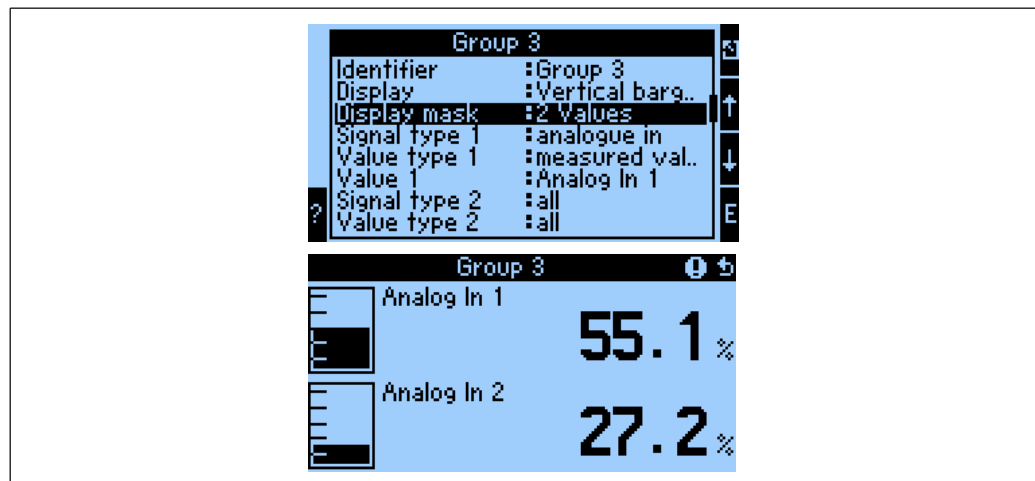 Group 3
Identifier :Group 3
Display :Vertical barg..
Display mask :2 Values
Signal type 1 :analogue in
Value type 1 :measured val..
Value 1 :Analog In 1
Signal type 2 :all
Value type 2 :all
? ↑ ↓ E
Group 3
Analog In 1
55.1 %
Analog In 2
27.2 %